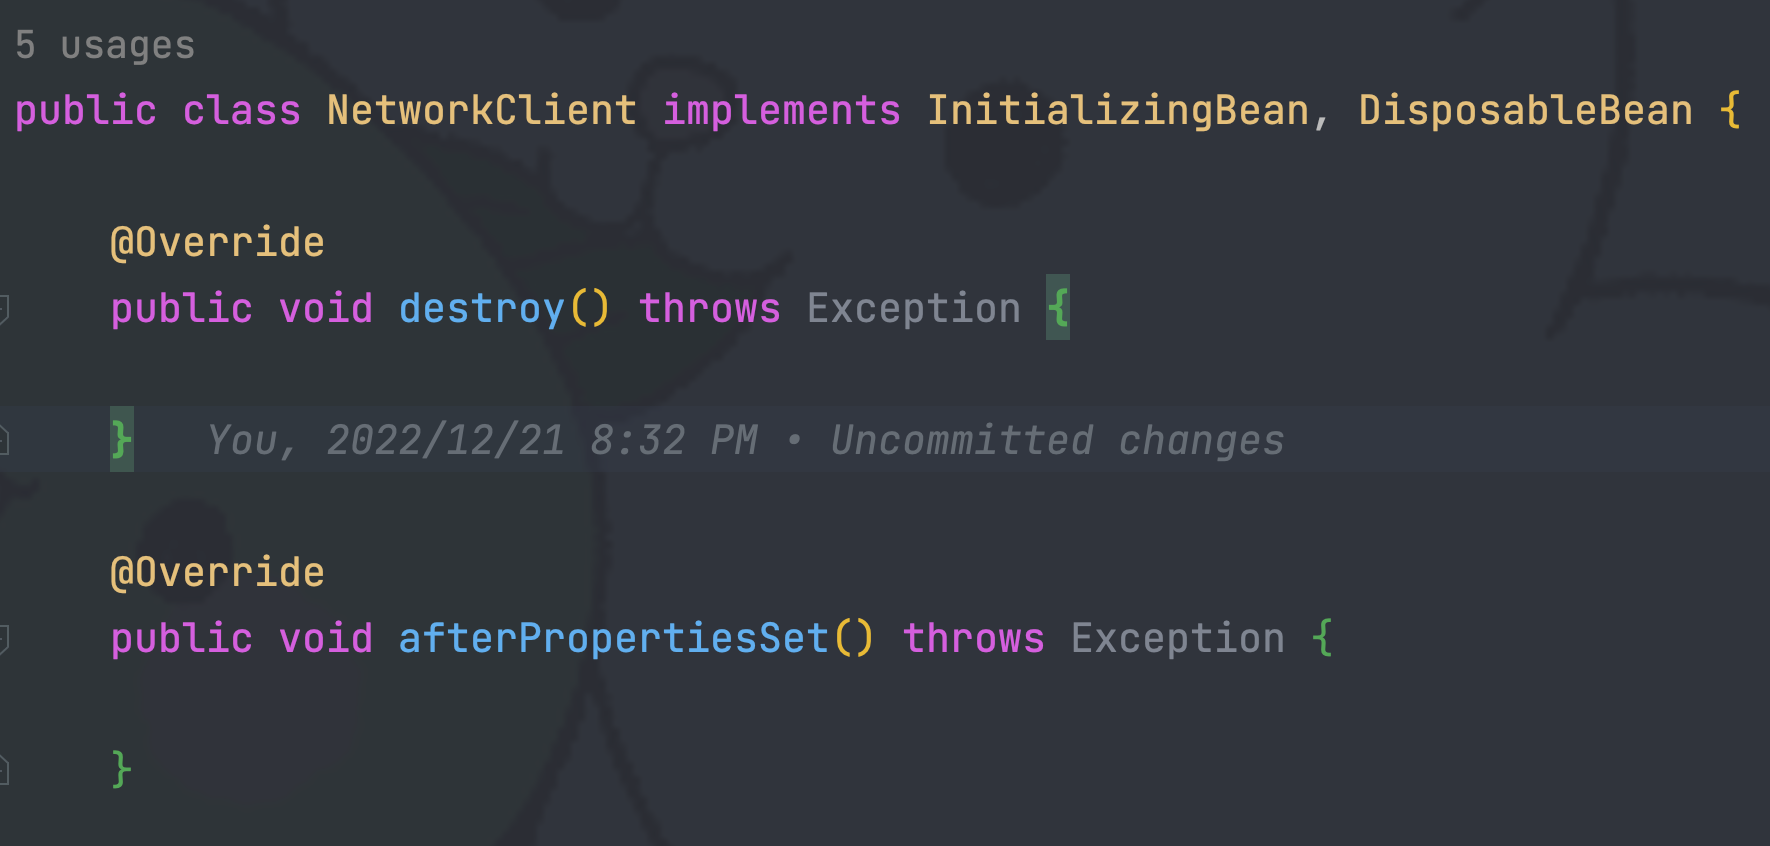 5 usages
public class NetworkClient implements InitializingBean, DisposableBean {
@Override
public void destroy() throws Exception {
} You, 2022/12/21 8:32 PM • Uncommitted changes
@Override
public void afterPropertiesSet() throws Exception {
}